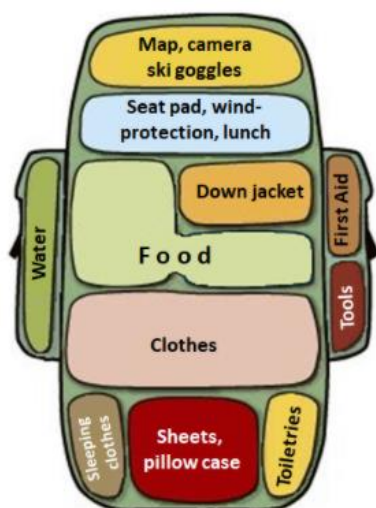 Map, camera
ski goggles
Seat pad, wind-
protection, lunch
Down jacket
Food
Water
First Aid
Tools
Clothes
Sleeping
clothes
Sheets,
pillow case
Toiletries